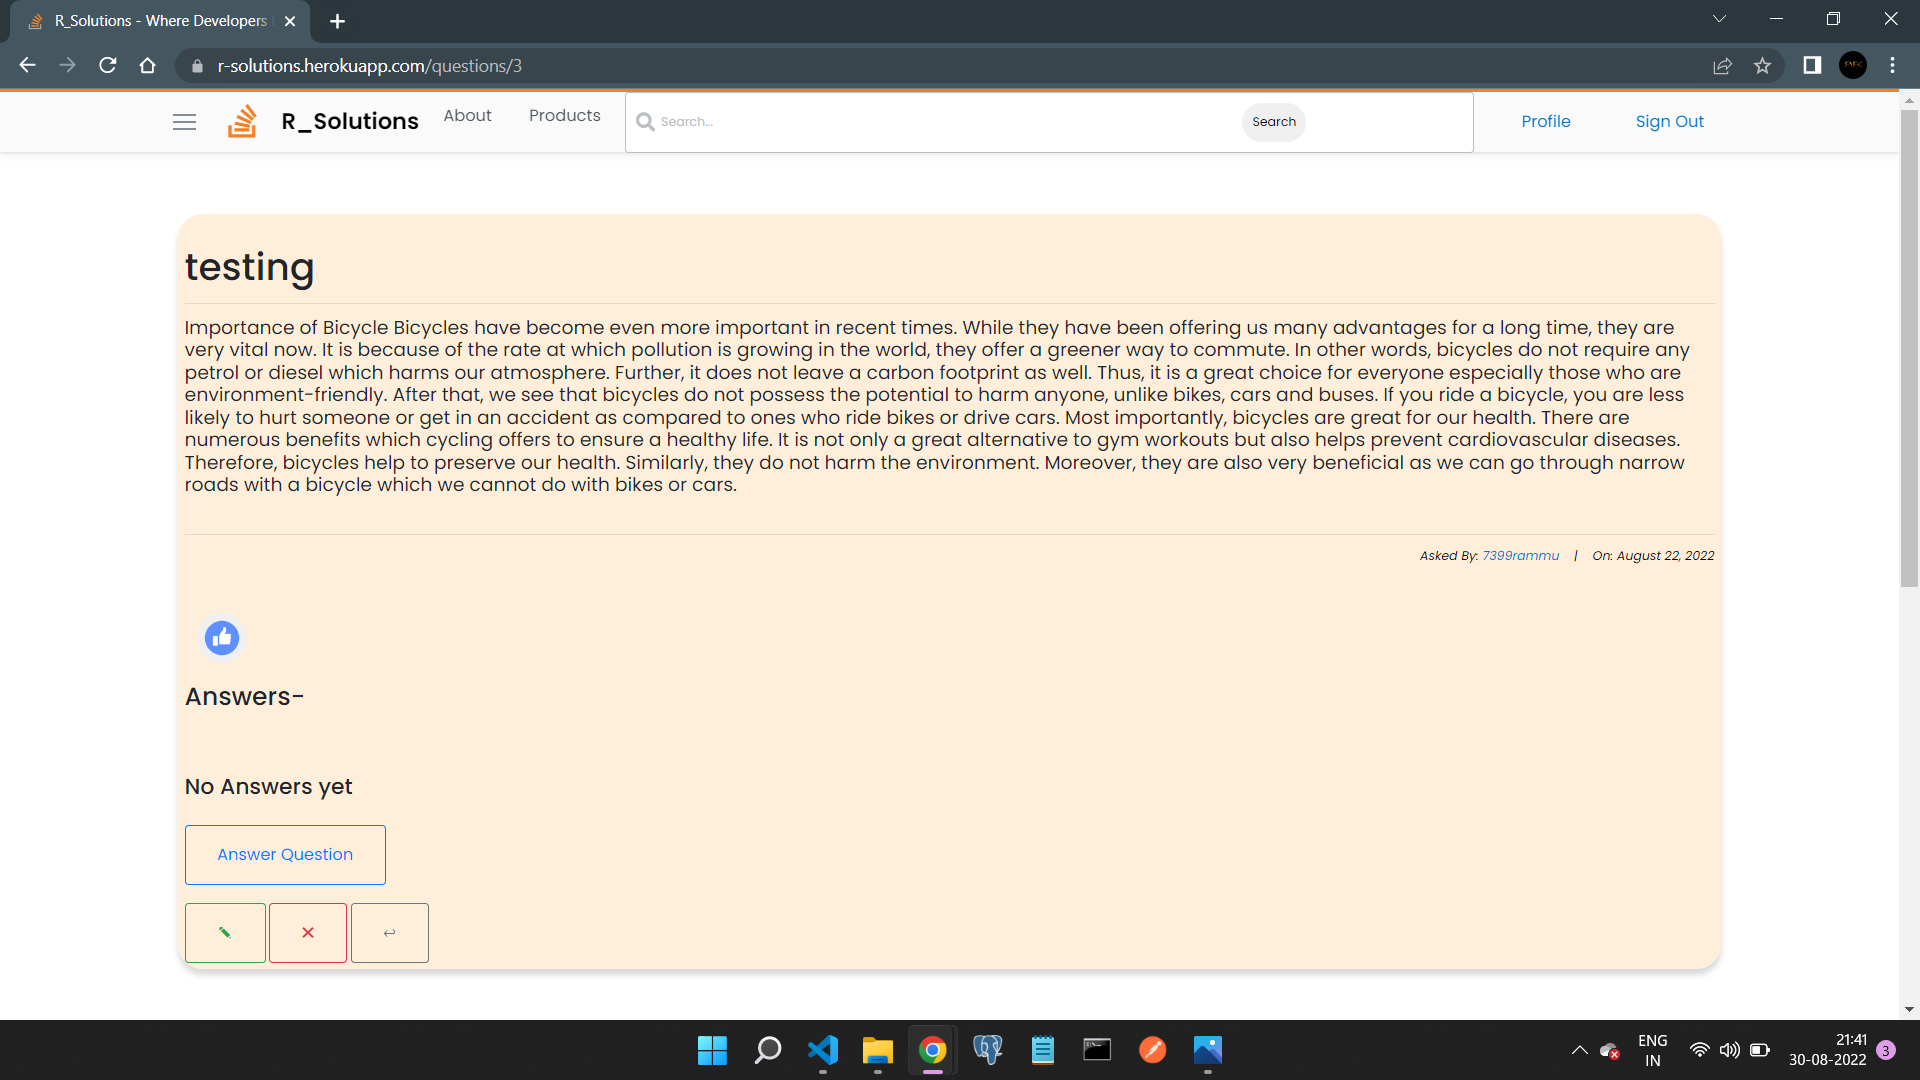 R_Solutions - Where Developers
r-solutions.herokuapp.com/questions/3
R_Solutions
About
Products
Search...
Search
Profile
Sign Out
testing
Importance of Bicycle Bicycles have become even more important in recent times. While they have been offering us many advantages for a long time, they are
very vital now. It is because of the rate at which pollution is growing in the world, they offer a greener way to commute. In other words, bicycles do not require any
petrol or diesel which harms our atmosphere. Further, it does not leave a carbon footprint as well. Thus, it is a great choice for everyone especially those who are
environment-friendly. After that, we see that bicycles do not possess the potential to harm anyone, unlike bikes, cars and buses. If you ride a bicycle, you are less
likely to hurt someone or get in an accident as compared to ones who ride bikes or drive cars. Most importantly, bicycles are great for our health. There are
numerous benefits which cycling offers to ensure a healthy life. It is not only a great alternative to gym workouts but also helps prevent cardiovascular diseases.
Therefore, bicycles help to preserve our health. Similarly, they do not harm the environment. Moreover, they are also very beneficial as we can go through narrow
roads with a bicycle which we cannot do with bikes or cars.
Asked By: 7399rammu | On: August 22, 2022
Answers-
No Answers yet
Answer Question
ENG
IN
21:41
30-08-2022
3